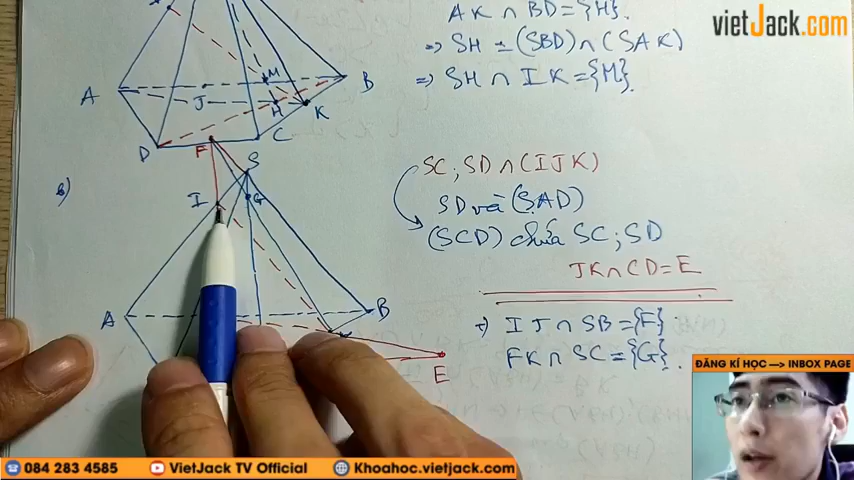 AK ∩ BD = {H}.
vietJack.com
⇒ SH = (SBD) ∩ (SAK)
⇒ SH ∩ IK = {M}.
A
M
B
J
H
K
C
D
F
S
SC; SD ∩ (IJK)
b)
I
G
SD và (SAD)
(SCD) chứa SC; SD
JK ∩ CD = E
A
B
+) IJ ∩ SB = {F}.
FK ∩ SC = {G}.
E
ĐĂNG KÍ HỌC —> INBOX PAGE
084 283 4585
VietJack TV Official
Khoahoc.vietjack.com